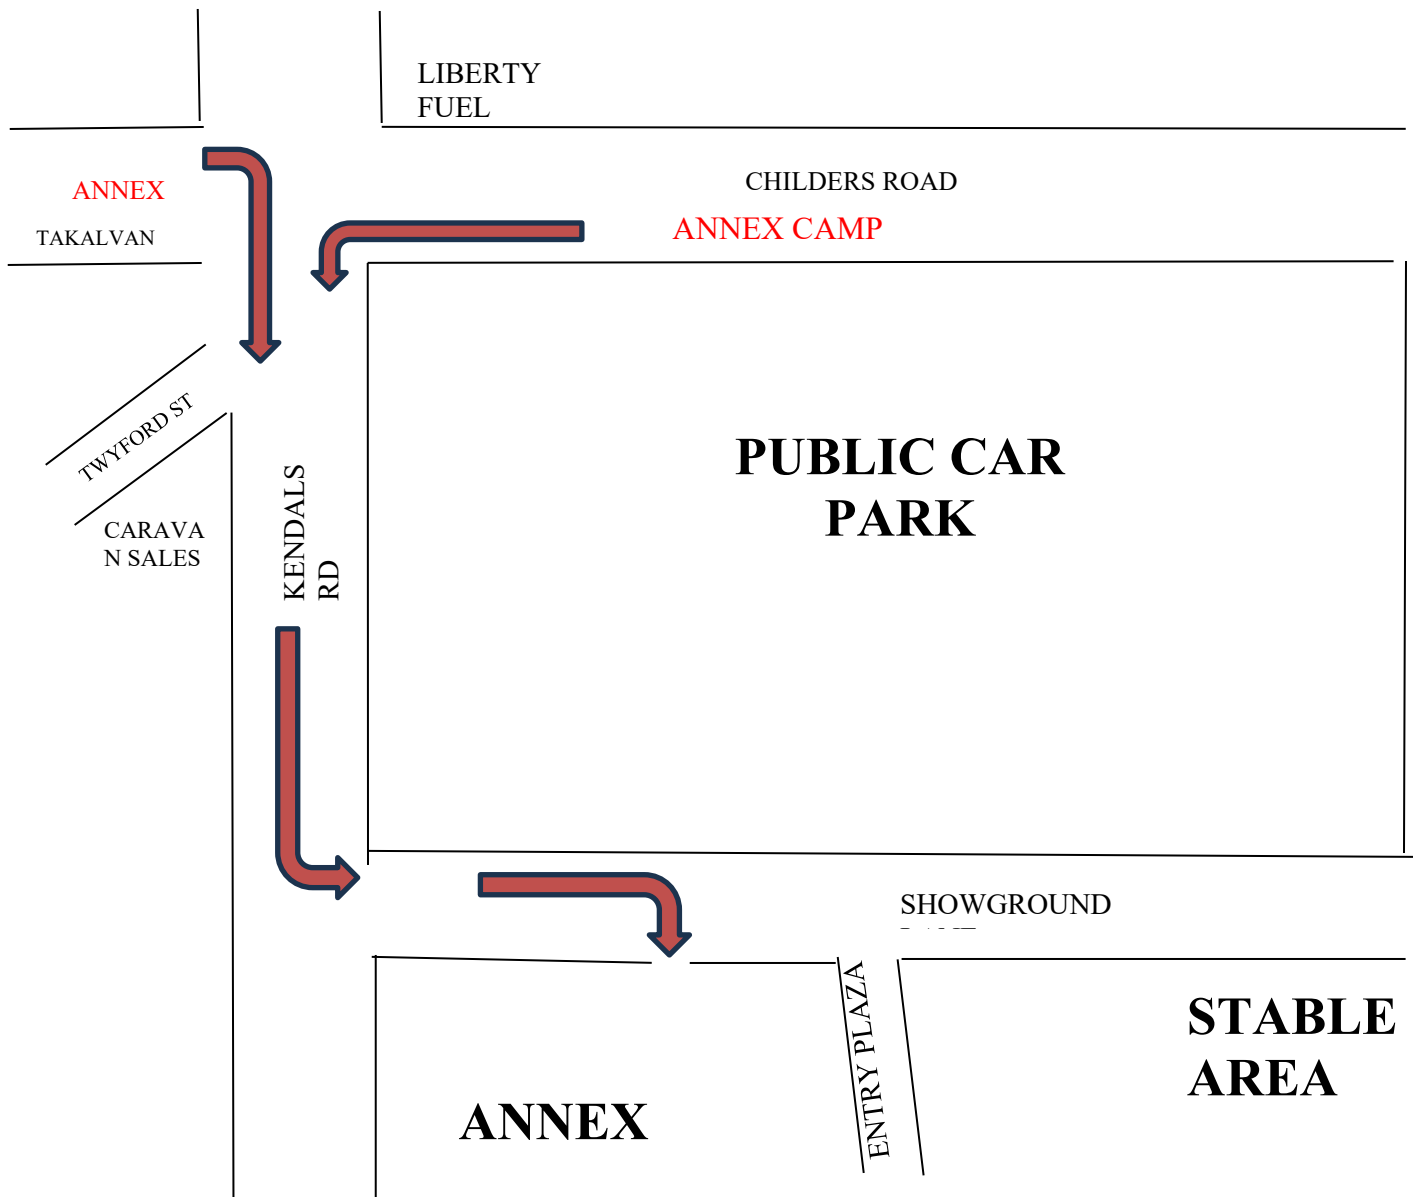 LIBERTY
FUEL
ANNEX
CHILDERS ROAD
TAKALVAN
ANNEX CAMP
TWYFORD ST
PUBLIC CAR
PARK
CARAVA
N SALES
KENDALS
RD
SHOWGROUND
ENTRY PLAZA
STABLE
AREA
ANNEX